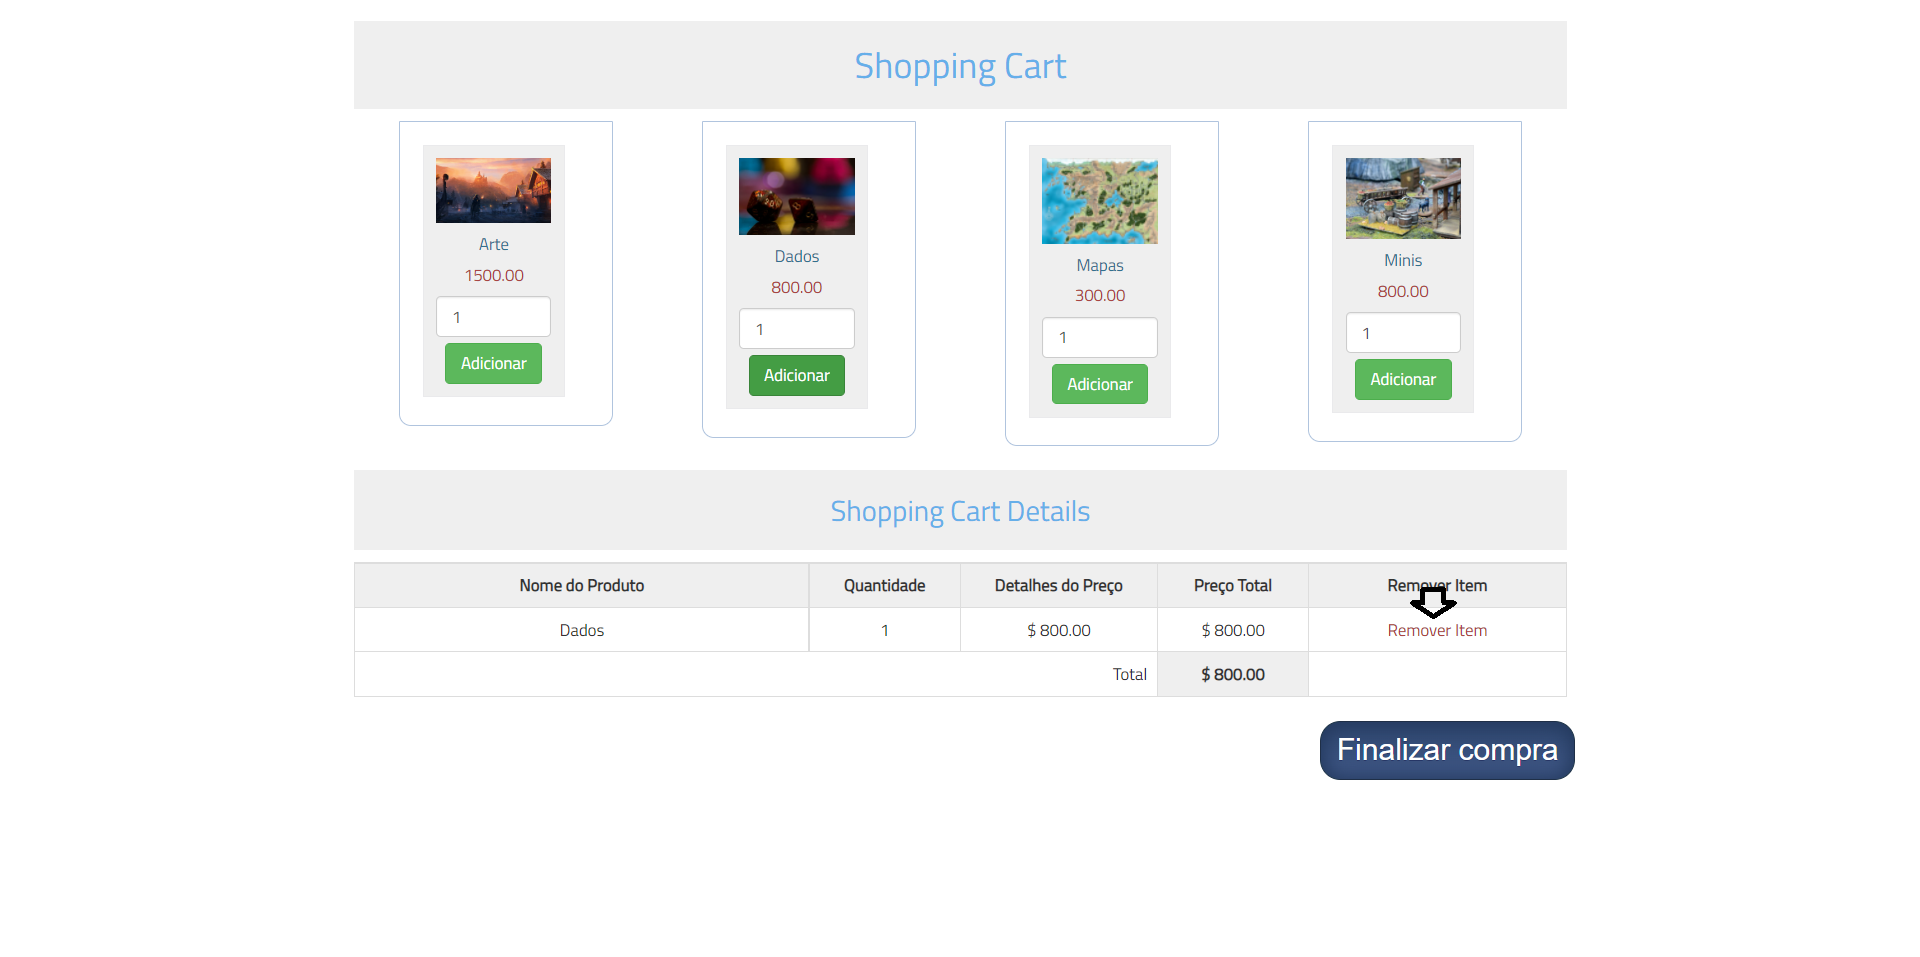 Shopping Cart
Arte
1500.00
1
Adicionar
Dados
800.00
1
Adicionar
Mapas
300.00
1
Adicionar
Minis
800.00
1
Adicionar
Shopping Cart Details
Nome do Produto Quantidade Detalhes do Preço Preço Total Remover Item
Dados 1 $ 800.00 $ 800.00 Remover Item
Total $ 800.00
Finalizar compra